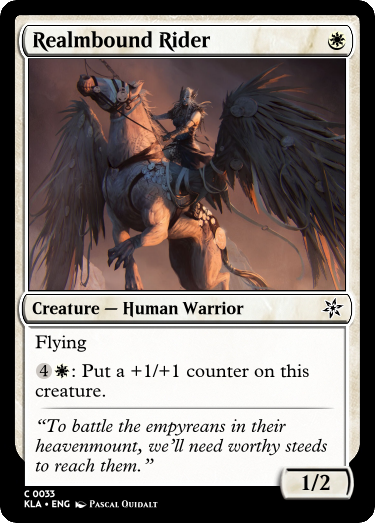 Realmbound Rider
Creature — Human Warrior
Flying
4: Put a +1/+1 counter on this
creature.
“To battle the empyreans in their
heavenmount, we’ll need worthy steeds
to reach them.”
1/2
C 0033
KLA • ENG Pascal Quidalt